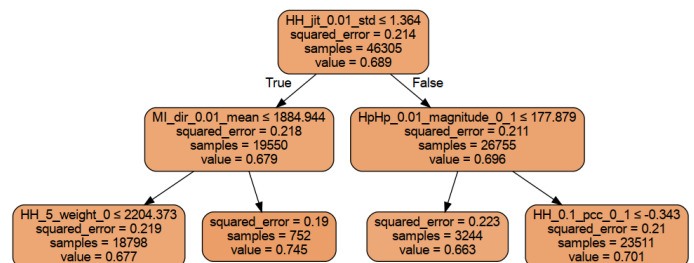 HH_jit_0.01_std ≤ 1.364
squared_error = 0.214
samples = 46305
value = 0.689
True
False
MI_dir_0.01_mean ≤ 1884.944
squared_error = 0.218
samples = 19550
value = 0.679
HpHp_0.01_magnitude_0_1 ≤ 177.879
squared_error = 0.211
samples = 26755
value = 0.696
HH_5_weight_0 ≤ 2204.373
squared_error = 0.219
samples = 18798
value = 0.677
squared_error = 0.19
samples = 752
value = 0.745
squared_error = 0.223
samples = 3244
value = 0.663
HH_0.1_pcc_0_1 ≤ -0.343
squared_error = 0.21
samples = 23511
value = 0.701